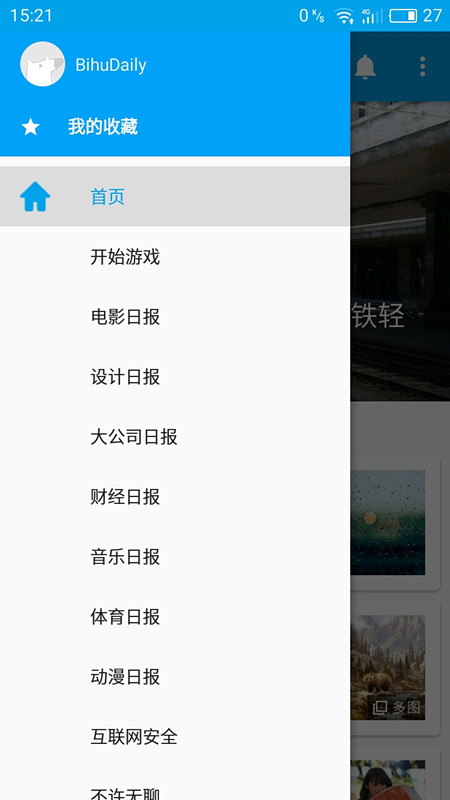 15:21
0 K/s 4G 27
BihuDaily
我的收藏
首页
开始游戏
铁轻
电影日报
设计日报
大公司日报
财经日报
音乐日报
体育日报
动漫日报
多图
互联网安全
不许无聊